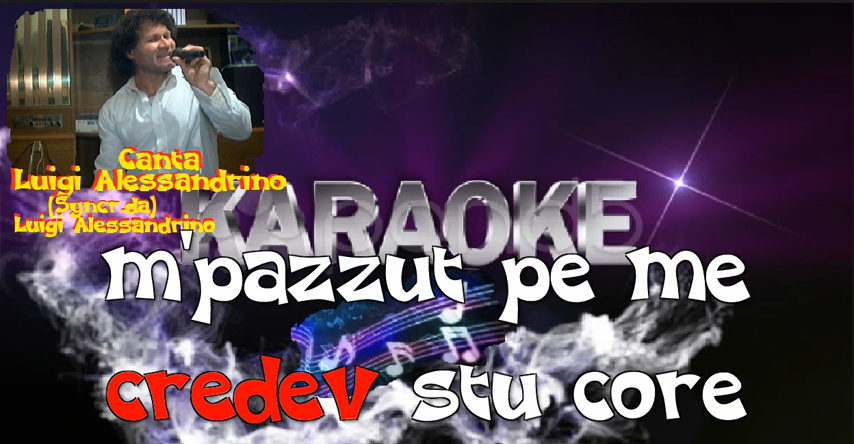 Canta
Luigi Alessandrino
(Syncr da)
Luigi Alessandrino
KARAOKE
m'pazzut pe me
credev stu core